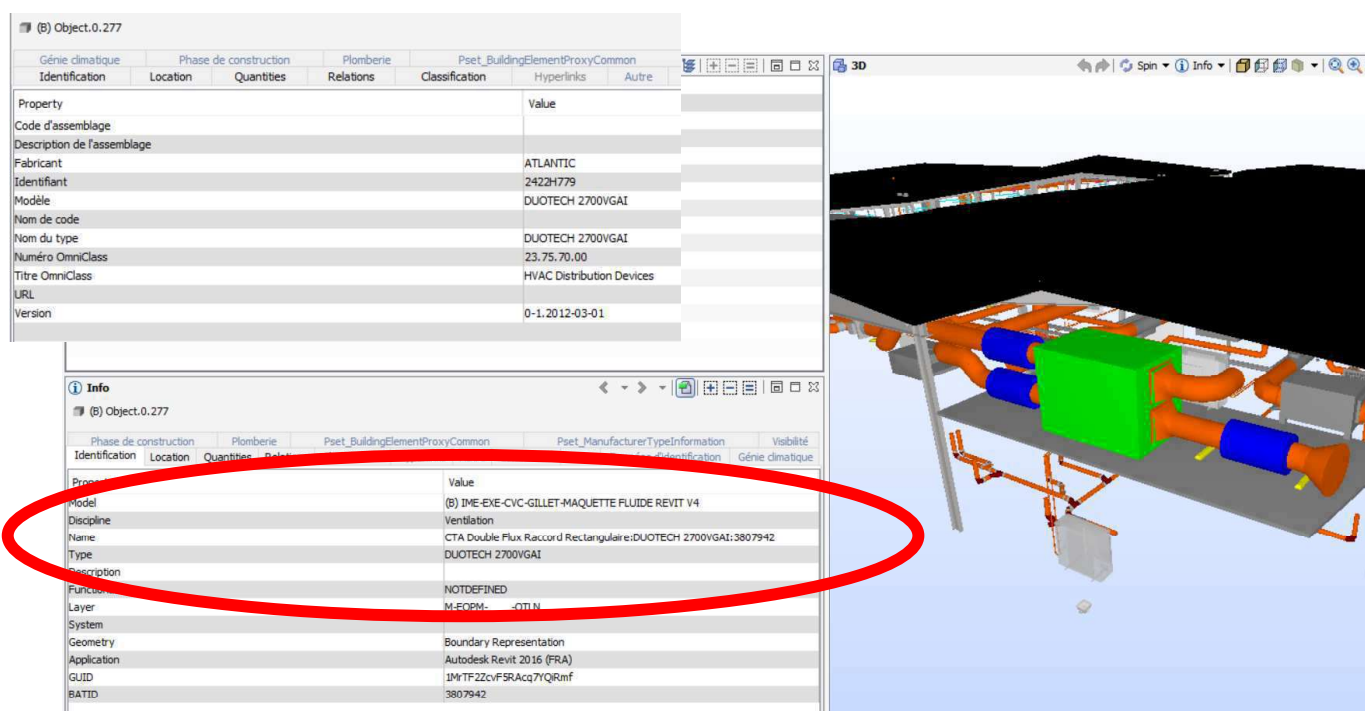 (B) Object.0.277
Génie climatique Phase de construction Plomberie Pset_BuildingElementProxyCommon
Identification Location Quantities Relations Classification Hyperlinks Autre
Property Value
Code d'assemblage
Description de l'assemblage
Fabricant ATLANTIC
Identifiant 2422H779
Modèle DUOTECH 2700VGAI
Nom de code
Nom du type DUOTECH 2700VGAI
Numéro OmniClass 23.75.70.00
Titre OmniClass HVAC Distribution Devices
URL
Version 0-1.2012-03-01
3D Spin Info
Info
(B) Object.0.277
Phase de construction Plomberie Pset_BuildingElementProxyCommon Pset_ManufacturerTypeInformation Visibilité
Identification Location Quantities d'identification Génie climatique
Value
Model (B) IME-EXE-CVC-GILLET-MAQUETTE FLUIDE REVIT V4
Discipline Ventilation
Name CTA Double Flux Raccord Rectangulaire:DUOTECH 2700VGAI:3807942
Type DUOTECH 2700VGAI
Description
NOTDEFINED
Layer M-EQPM- -OTLN
System
Geometry Boundary Representation
Application Autodesk Revit 2016 (FRA)
GUID 1MrTF2ZcvF5RAcq7YQiRmf
BATID 3807942